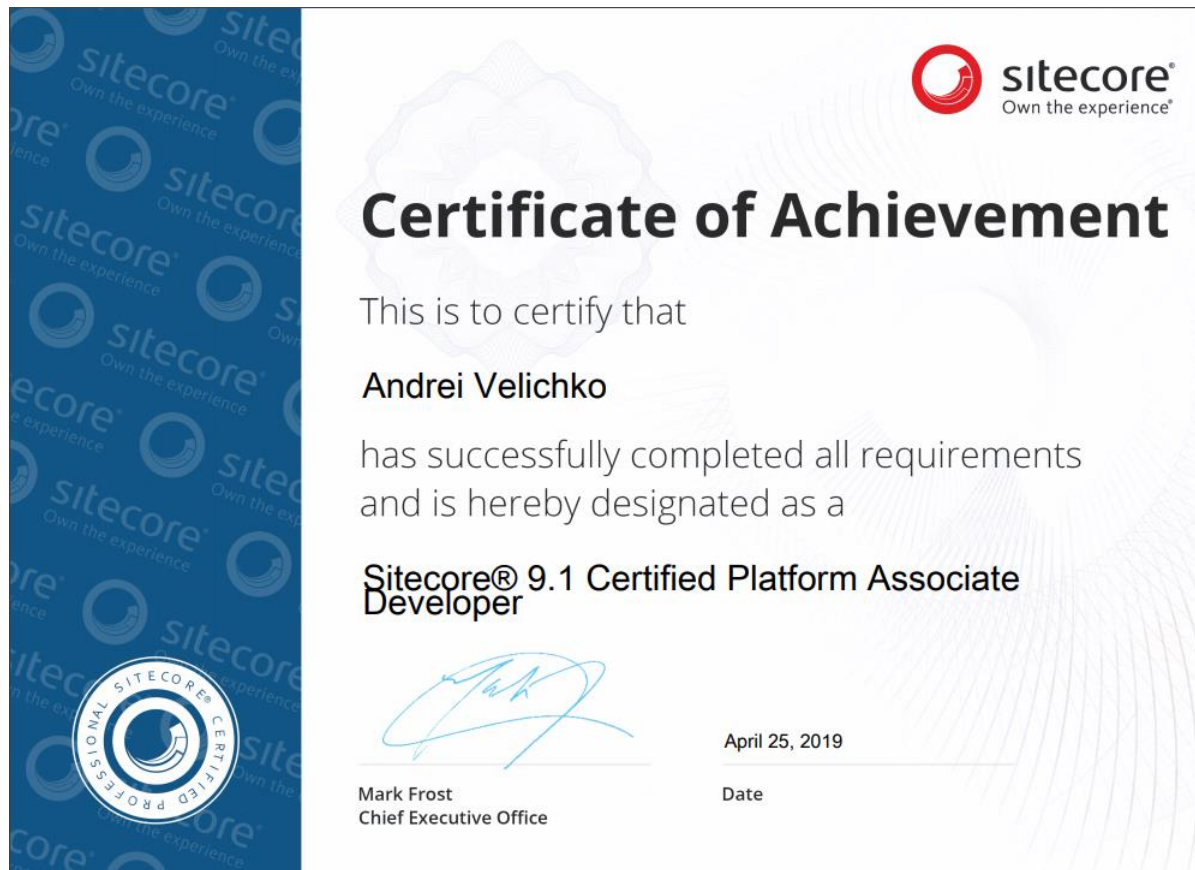 sitecore®
Own the experience®
Certificate of Achievement
This is to certify that
Andrei Velichko
has successfully completed all requirements
and is hereby designated as a
Sitecore® 9.1 Certified Platform Associate
Developer
April 25, 2019
Mark Frost
Chief Executive Office
Date
SITECORE® CERTIFIED PROFESSIONAL